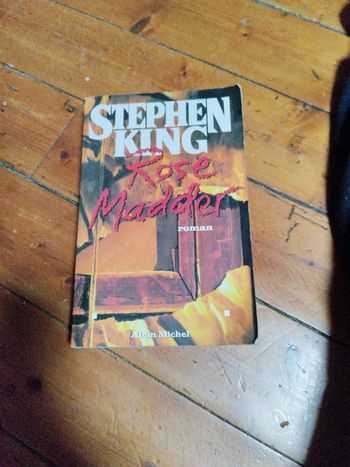 STEPHEN
KING
Rose
Madder
roman
Albin Michel